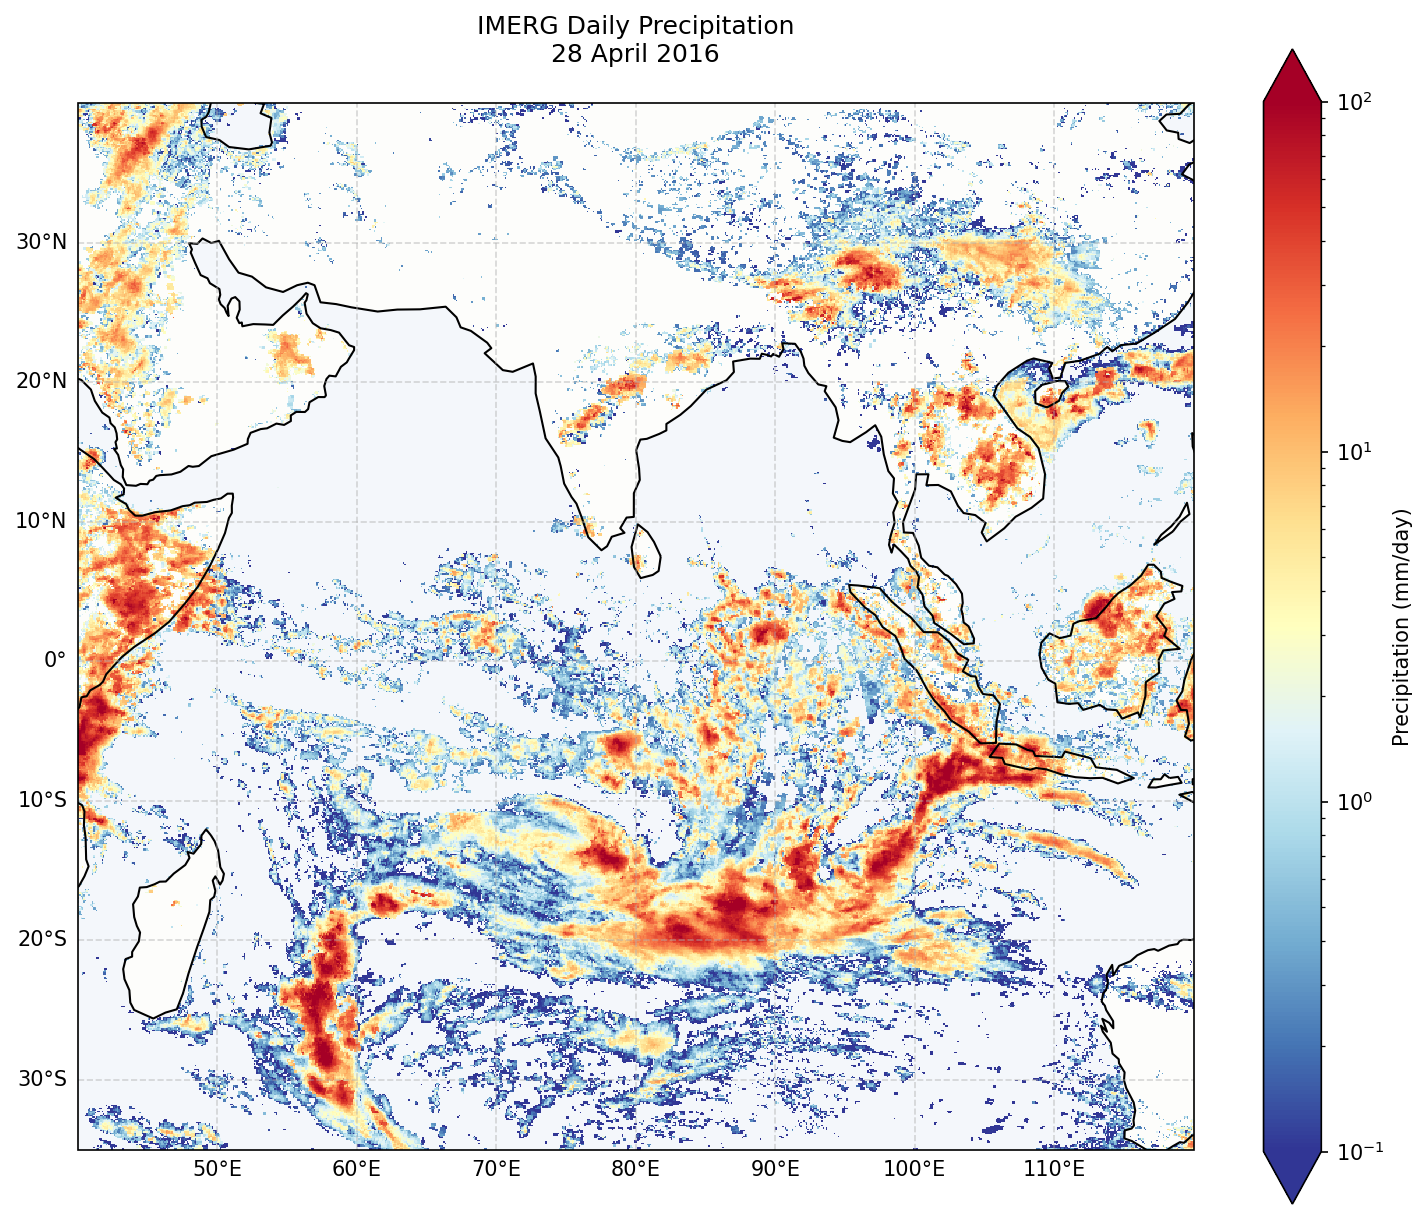 IMERG Daily Precipitation
28 April 2016
30°N
20°N
10°N
0°
10°S
20°S
30°S
50°E 60°E 70°E 80°E 90°E 100°E 110°E
10²
10¹
10⁰
10⁻¹
Precipitation (mm/day)